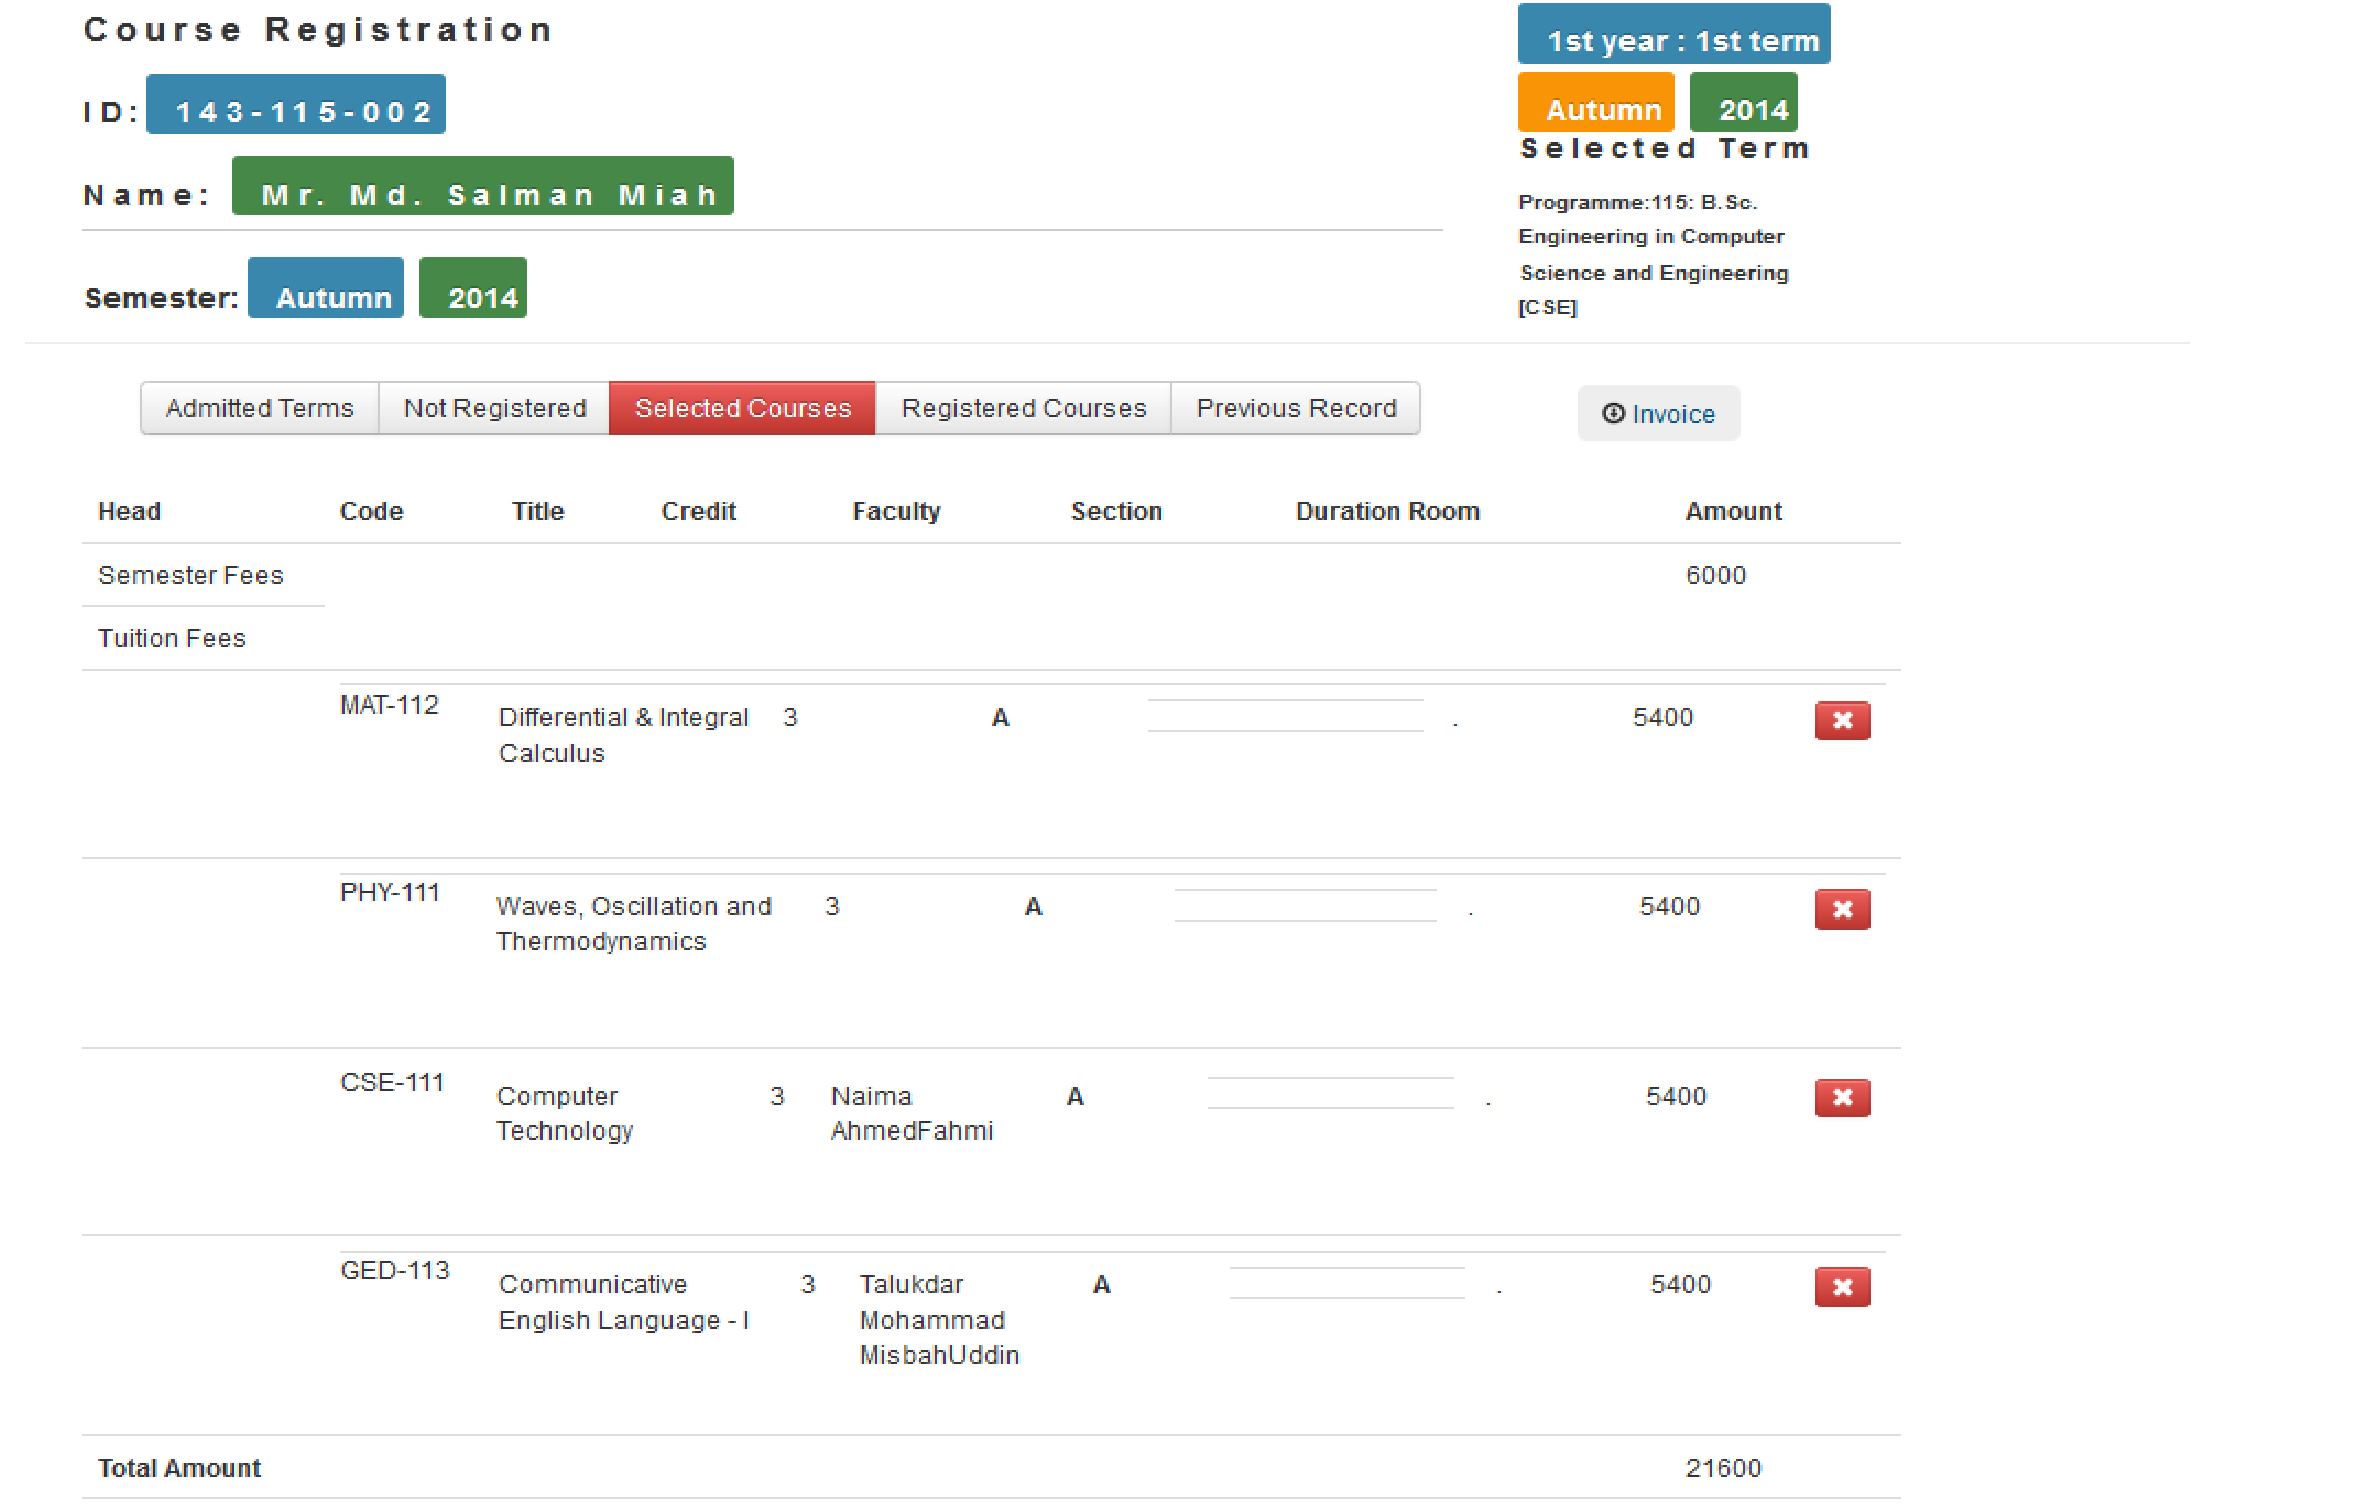 Course Registration
ID: 143-115-002
Name: Mr. Md. Salman Miah
Semester: Autumn 2014
1st year : 1st term
Autumn 2014
Selected Term
Programme:115: B.Sc.
Engineering in Computer
Science and Engineering
[CSE]
Admitted Terms Not Registered Selected Courses Registered Courses Previous Record Invoice
Head Code Title Credit Faculty Section Duration Room Amount
Semester Fees 6000
Tuition Fees
MAT-112 Differential & Integral 3 A . 5400
Calculus
PHY-111 Waves, Oscillation and 3 A . 5400
Thermodynamics
CSE-111 Computer 3 Naima A . 5400
Technology AhmedFahmi
GED-113 Communicative 3 Talukdar A . 5400
English Language - I Mohammad
MisbahUddin
Total Amount 21600